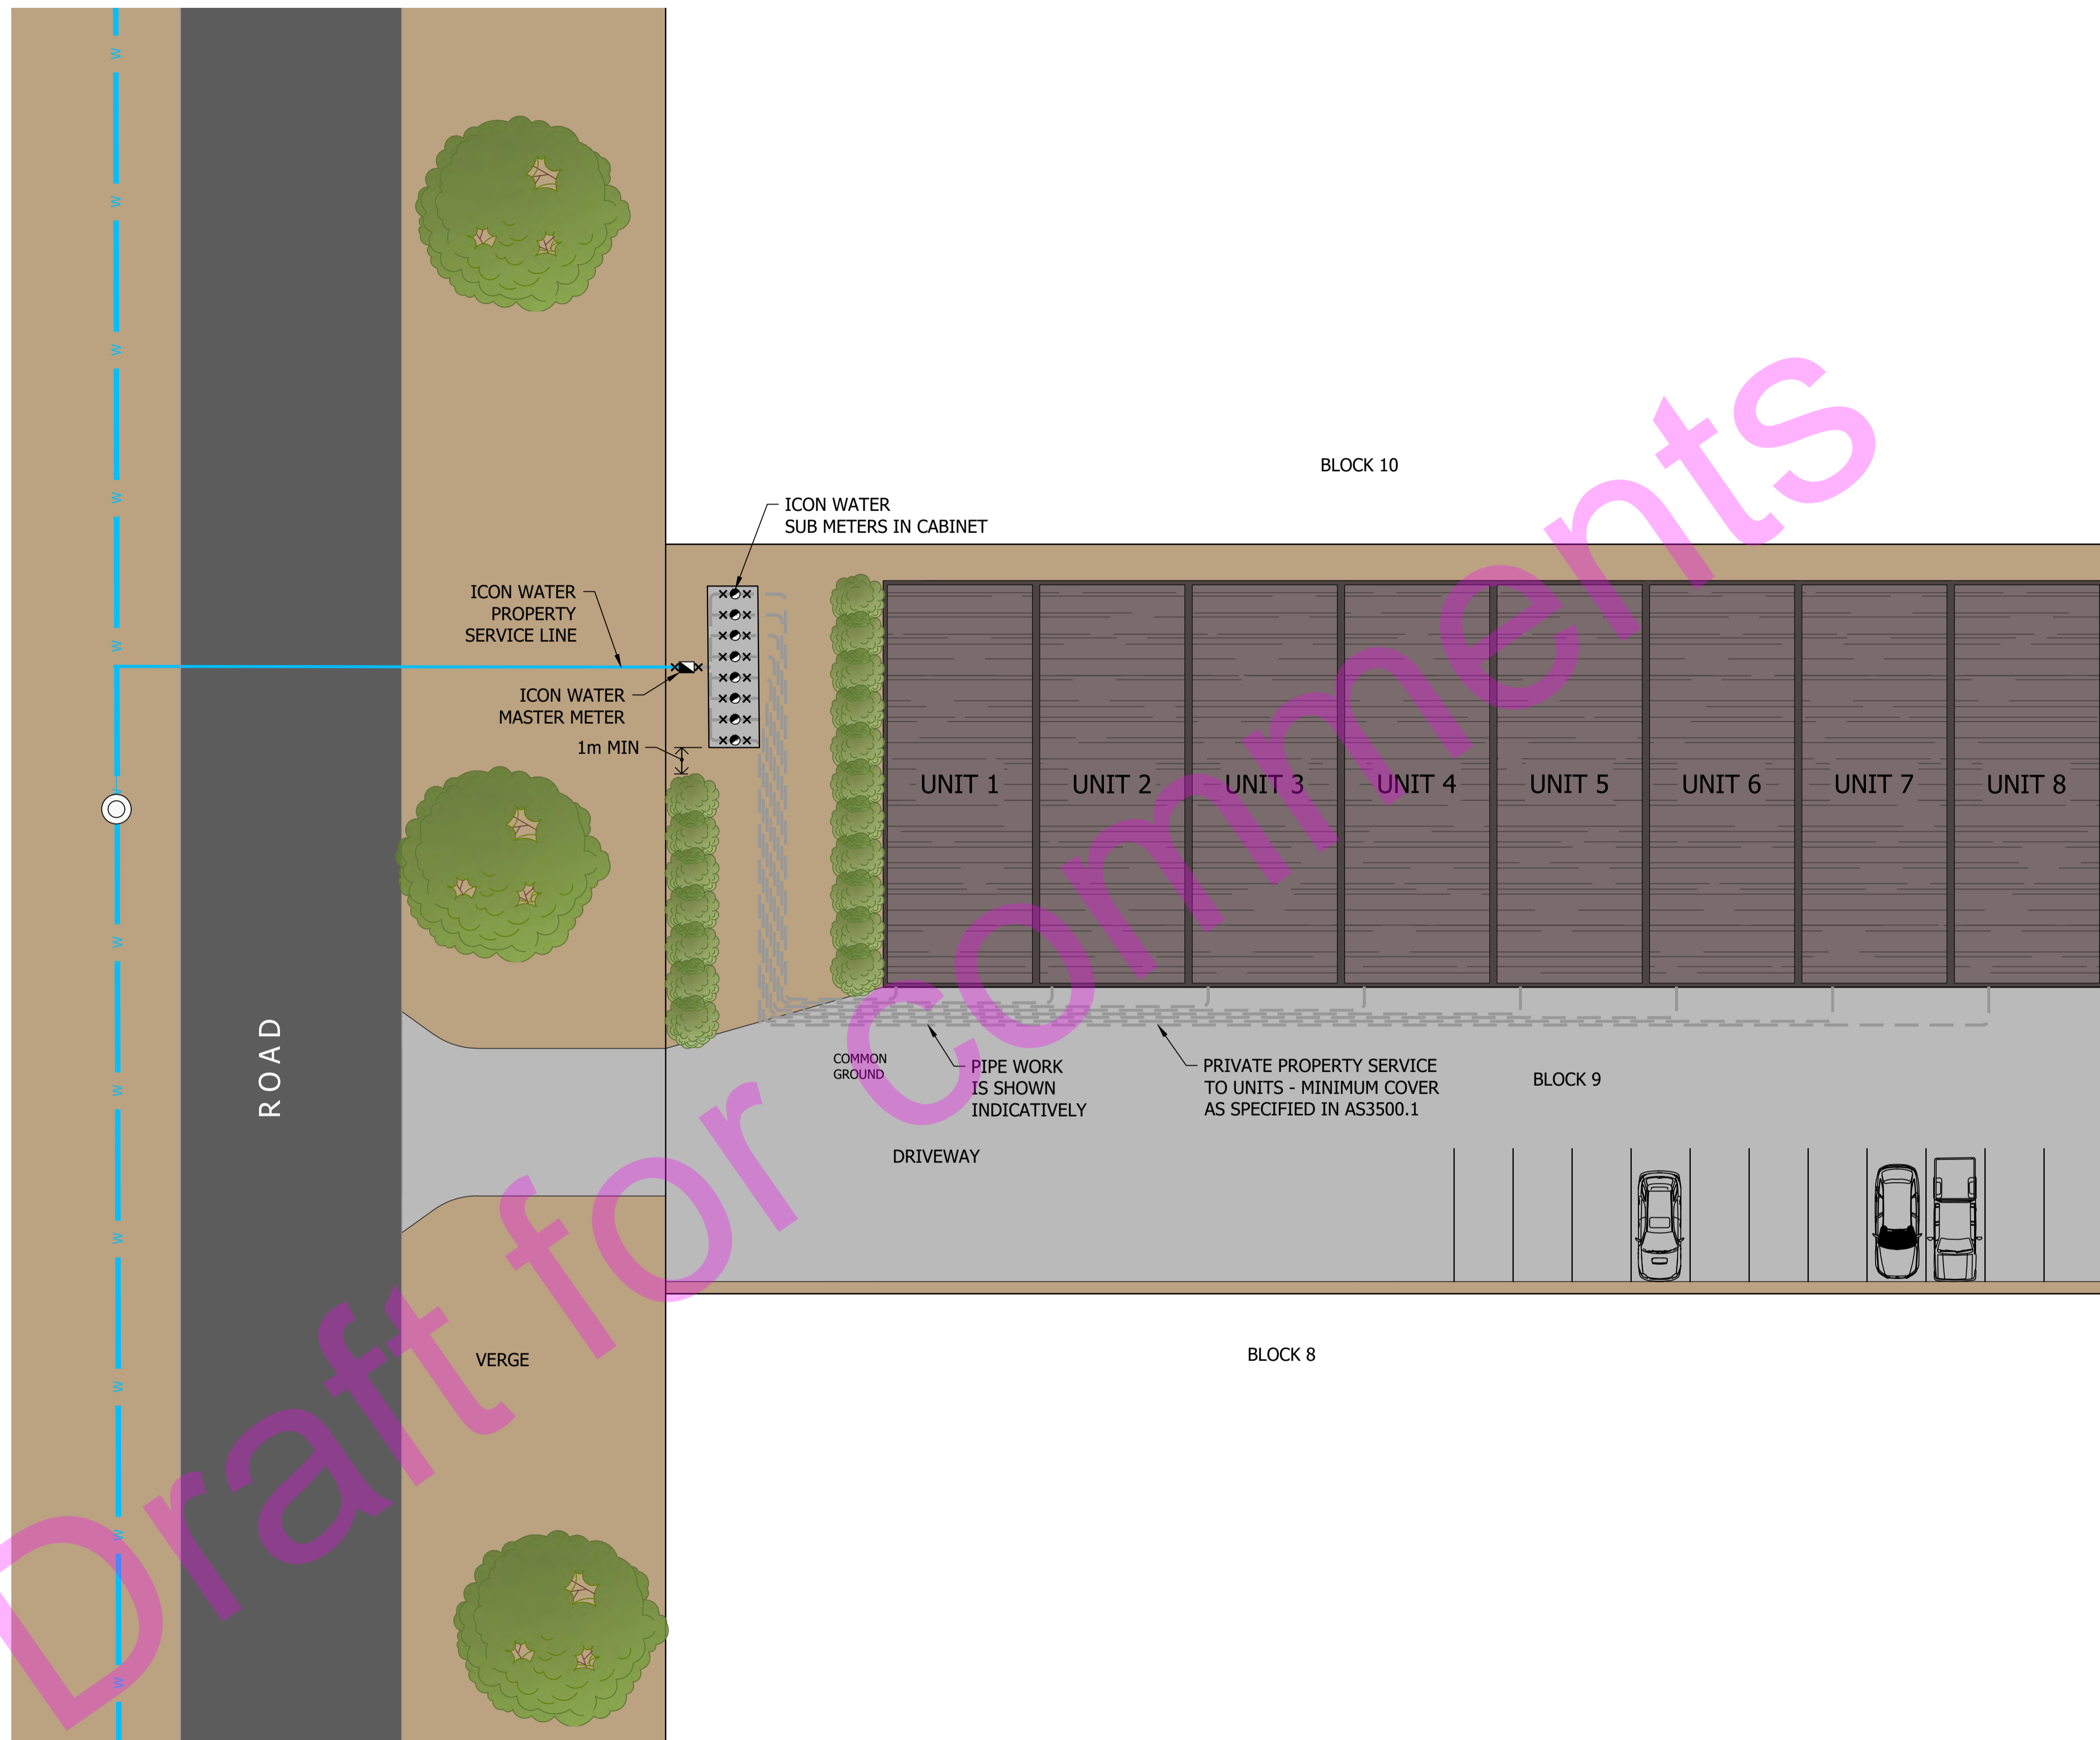 BLOCK 10
ICON WATER
SUB METERS IN CABINET
ICON WATER
PROPERTY
SERVICE LINE
ICON WATER
MASTER METER
1m MIN
UNIT 1
UNIT 2
UNIT 3
UNIT 4
UNIT 5
UNIT 6
UNIT 7
UNIT 8
ROAD
COMMON
GROUND
PIPE WORK
IS SHOWN
INDICATIVELY
PRIVATE PROPERTY SERVICE
TO UNITS - MINIMUM COVER
AS SPECIFIED IN AS3500.1
BLOCK 9
DRIVEWAY
VERGE
BLOCK 8
W
W
W
W
W
W
W
W
W
W
W
Draft for comments